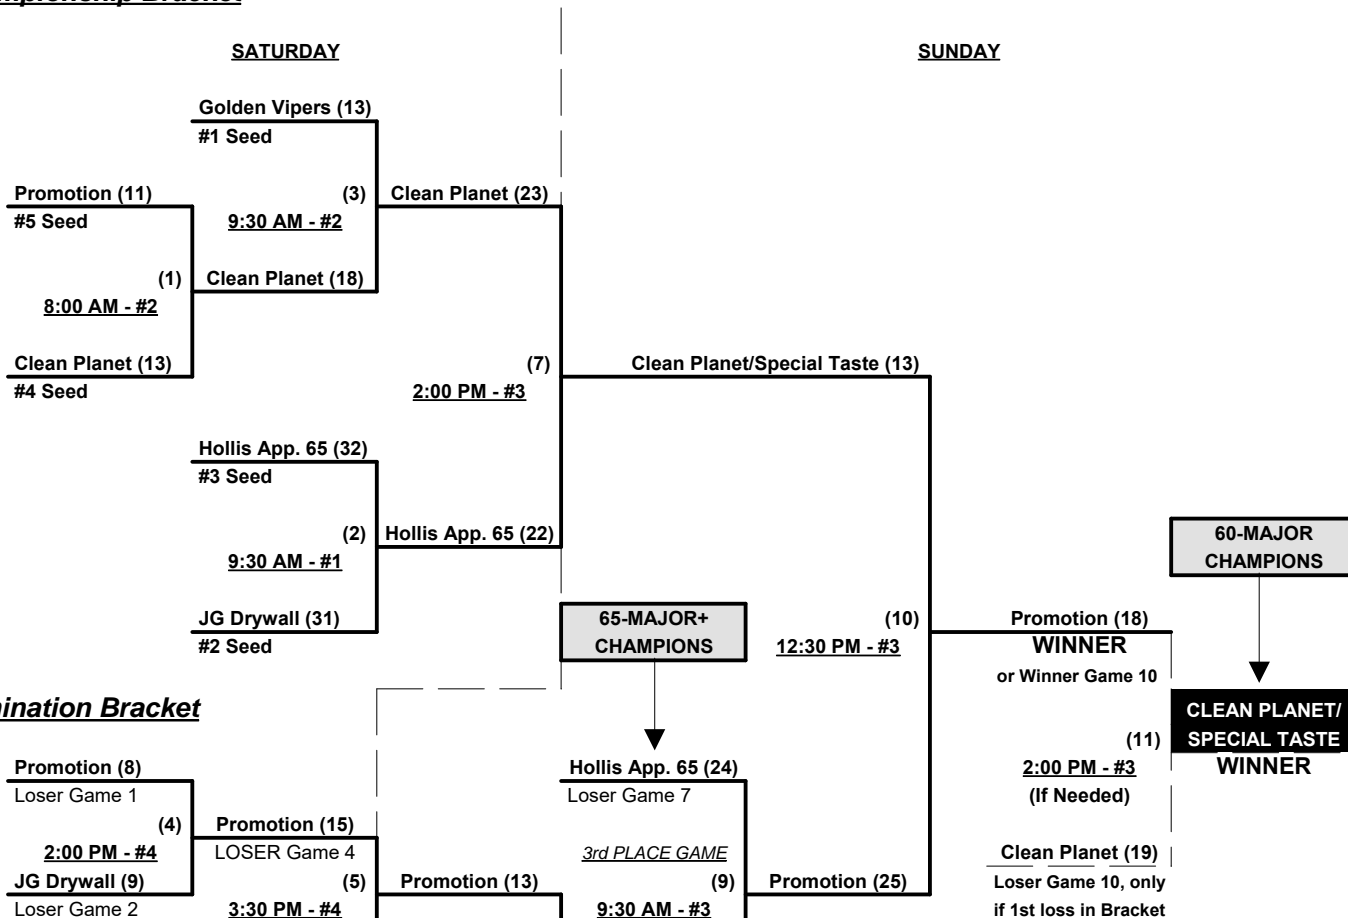 SATURDAY
SUNDAY
Golden Vipers (13)
#1 Seed
Promotion (11)
(3)
Clean Planet (23)
#5 Seed
9:30 AM - #2
(1)
Clean Planet (18)
8:00 AM - #2
Clean Planet (13)
(7)
Clean Planet/Special Taste (13)
#4 Seed
2:00 PM - #3
Hollis App. 65 (32)
#3 Seed
(2)
Hollis App. 65 (22)
60-MAJOR
CHAMPIONS
9:30 AM - #1
JG Drywall (31)
65-MAJOR+
CHAMPIONS
(10)
Promotion (18)
#2 Seed
12:30 PM - #3
WINNER
or Winner Game 10
Bracket
CLEAN PLANET/
SPECIAL TASTE
(11)
Promotion (8)
Hollis App. 65 (24)
2:00 PM - #3
WINNER
Loser Game 1
Loser Game 7
(If Needed)
(4)
Promotion (15)
2:00 PM - #4
LOSER Game 4
3rd PLACE GAME
Clean Planet (19)
JG Drywall (9)
(5)
Promotion (13)
(9)
Promotion (25)
Loser Game 10, only
Loser Game 2
3:30 PM - #4
9:30 AM - #3
if 1st loss in Bracket